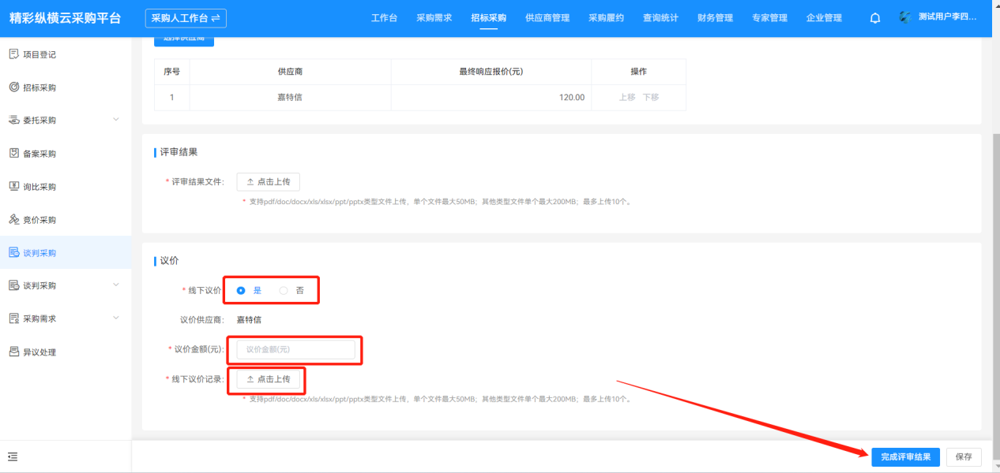 精彩纵横云采购平台 采购人工作台 工作台 采购需求 招标采购 供应商管理 采购履约 查询统计 财务管理 专家管理 企业管理 测试用户李四...
项目登记
招标采购
委托采购
备案采购
询比采购
竞价采购
谈判采购
谈判采购
采购需求
异议处理
选择供应商
序号 供应商 最终响应报价(元) 操作
1 嘉特信 120.00 上移 下移
评审结果
* 评审结果文件: 点击上传
* 支持pdf/doc/docx/xls/xlsx/ppt/pptx类型文件上传，单个文件最大50MB；其他类型文件单个最大200MB；最多上传10个。
议价
* 线下议价 是 否
议价供应商: 嘉特信
* 议价金额(元): 议价金额(元)
* 线下议价记录: 点击上传
* 支持pdf/doc/docx/xls/xlsx/ppt/pptx类型文件上传，单个文件最大50MB；其他类型文件单个最大200MB；最多上传10个。
完成评审结果 保存